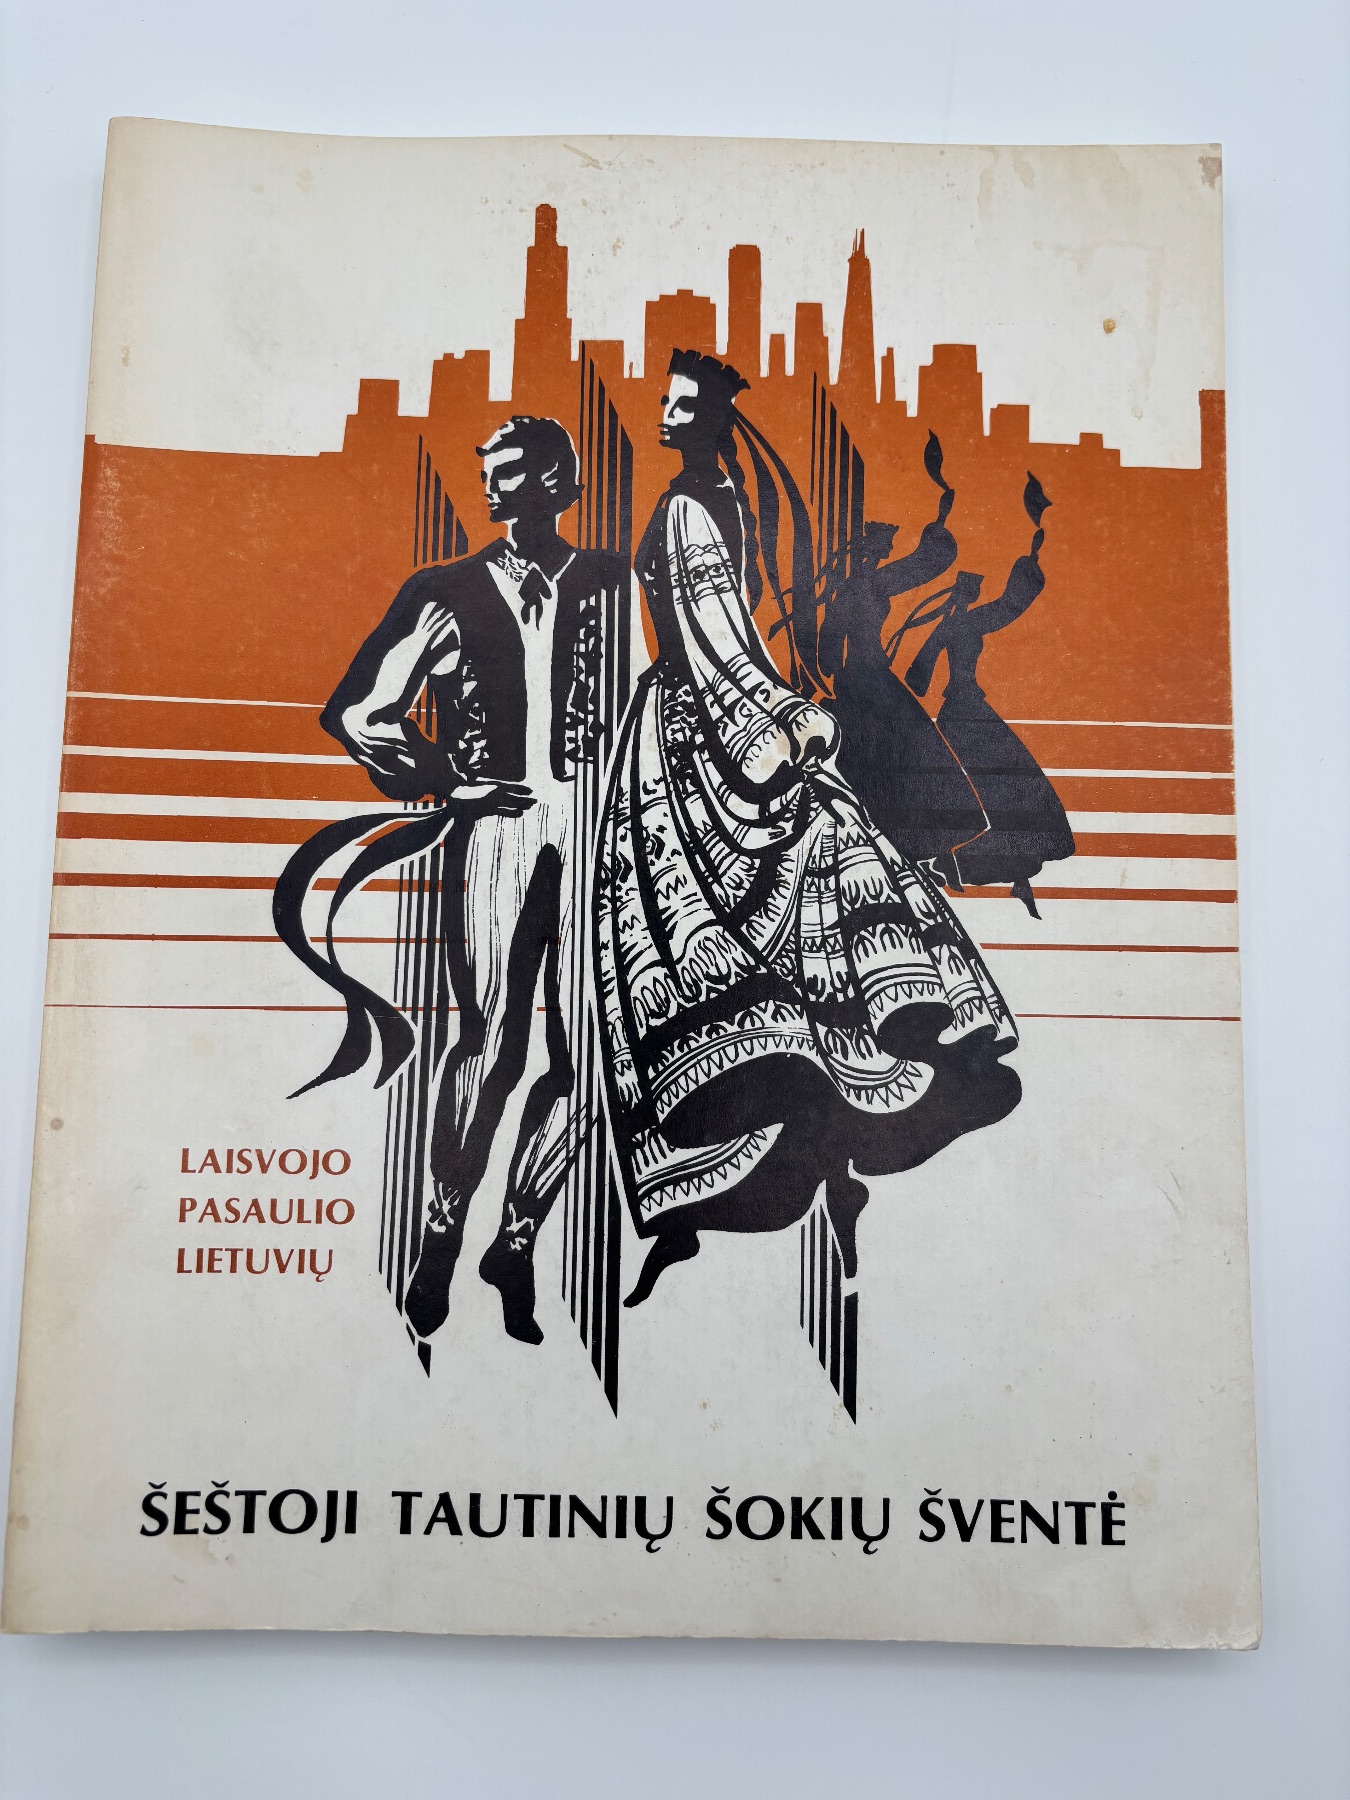 LAISVOJO
PASAULIO
LIETUVIŲ
ŠEŠTOJI TAUTINIŲ ŠOKIŲ ŠVENTĖ